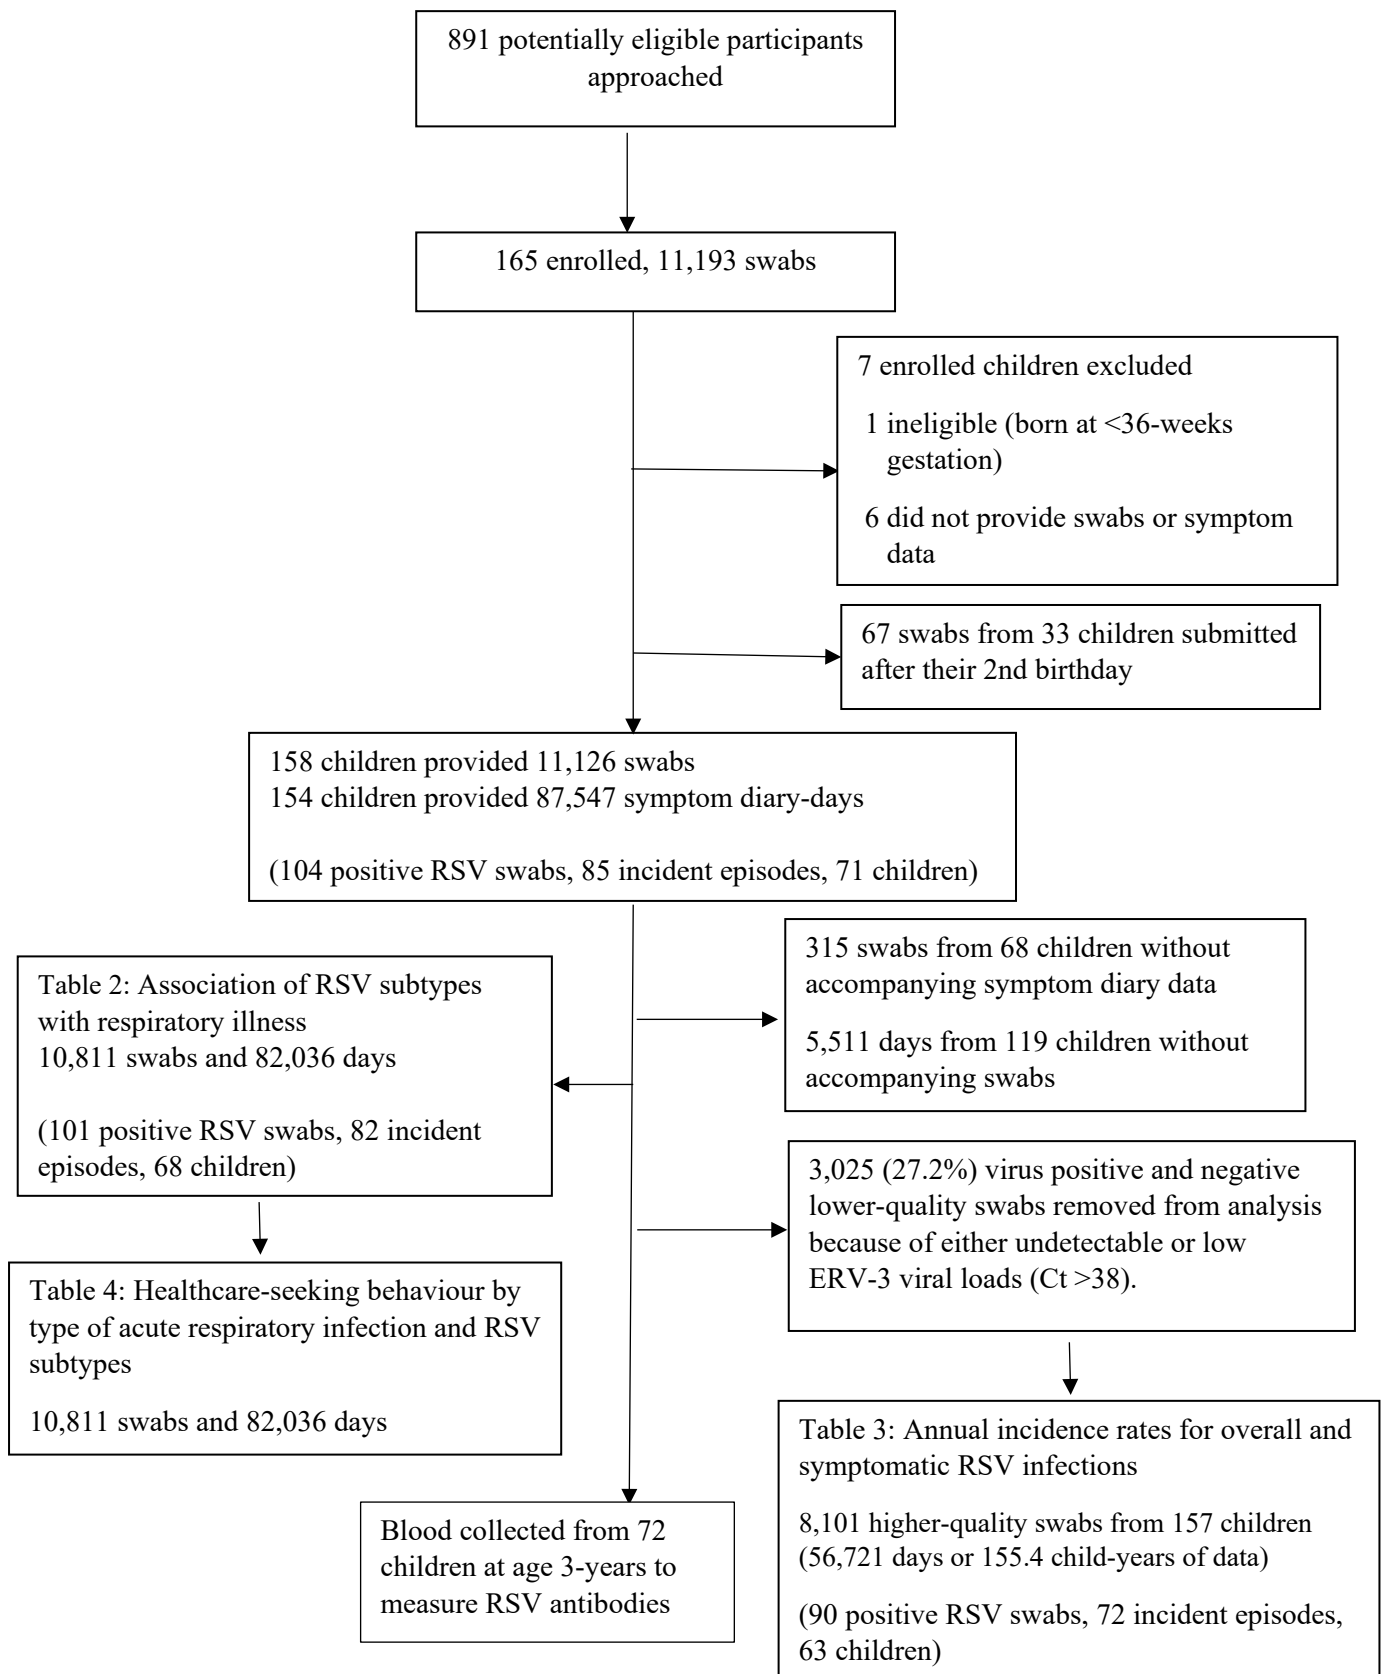 891 potentially eligible participants
approached
165 enrolled, 11,193 swabs
7 enrolled children excluded
1 ineligible (born at <36-weeks
gestation)
6 did not provide swabs or symptom
data
67 swabs from 33 children submitted
after their 2nd birthday
158 children provided 11,126 swabs
154 children provided 87,547 symptom diary-days
(104 positive RSV swabs, 85 incident episodes, 71 children)
315 swabs from 68 children without
accompanying symptom diary data
5,511 days from 119 children without
accompanying swabs
Table 2: Association of RSV subtypes
with respiratory illness
10,811 swabs and 82,036 days
(101 positive RSV swabs, 82 incident
episodes, 68 children)
3,025 (27.2%) virus positive and negative
lower-quality swabs removed from analysis
because of either undetectable or low
ERV-3 viral loads (Ct >38).
Table 4: Healthcare-seeking behaviour by
type of acute respiratory infection and RSV
subtypes
10,811 swabs and 82,036 days
Table 3: Annual incidence rates for overall and
symptomatic RSV infections
8,101 higher-quality swabs from 157 children
(56,721 days or 155.4 child-years of data)
(90 positive RSV swabs, 72 incident episodes,
63 children)
Blood collected from 72
children at age 3-years to
measure RSV antibodies